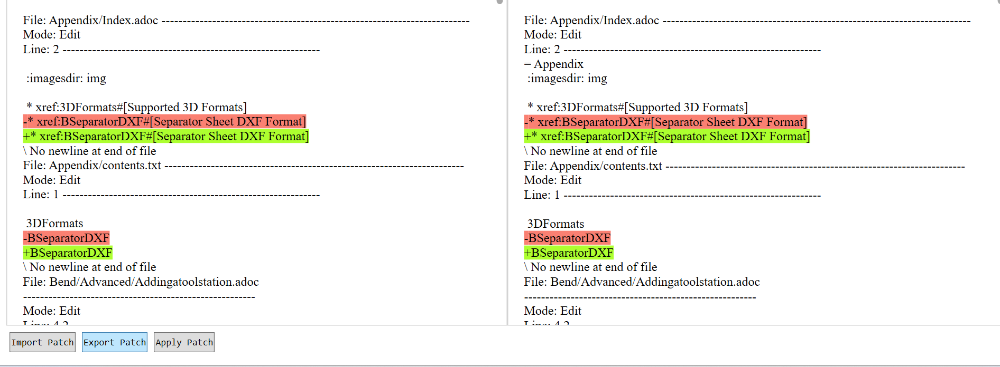 File: Appendix/Index.adoc -------------------------------------------------------------------------
Mode: Edit
Line: 2 -------------------------------------------------------------
:imagesdir: img
* xref:3DFormats#[Supported 3D Formats]
-* xref:BSeparatorDXF#[Separator Sheet DXF Format]
+* xref:BSeparatorDXF#[Separator Sheet DXF Format]
\ No newline at end of file
File: Appendix/contents.txt -----------------------------------------------------------------------
Mode: Edit
Line: 1 -------------------------------------------------------------
3DFormats
-BSeparatorDXF
+BSeparatorDXF
\ No newline at end of file
File: Bend/Advanced/Addingatoolstation.adoc
-------------------------------------------------------
Mode: Edit
Line: 4,2
File: Appendix/Index.adoc -------------------------------------------------------------------------
Mode: Edit
Line: 2 -------------------------------------------------------------
= Appendix
:imagesdir: img
* xref:3DFormats#[Supported 3D Formats]
-* xref:BSeparatorDXF#[Separator Sheet DXF Format]
+* xref:BSeparatorDXF#[Separator Sheet DXF Format]
\ No newline at end of file
File: Appendix/contents.txt -----------------------------------------------------------------------
Mode: Edit
Line: 1 -------------------------------------------------------------
3DFormats
-BSeparatorDXF
+BSeparatorDXF
\ No newline at end of file
File: Bend/Advanced/Addingatoolstation.adoc
-------------------------------------------------------
Mode: Edit
Line: 4,2
Import Patch
Export Patch
Apply Patch